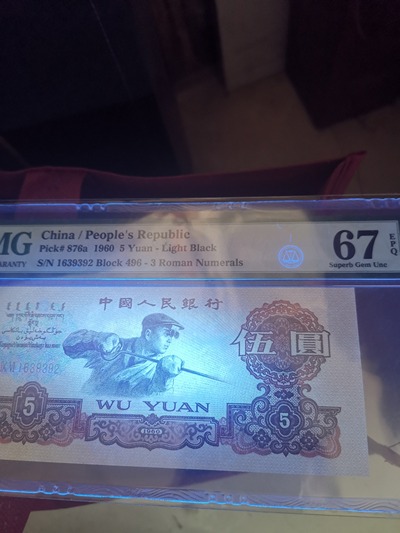 MG
China / People's Republic
67
EPQ
Pick# 876a 1960 5 Yuan - Light Black
ARANTY
S/N 1639392 Block 496 - 3 Roman Numerals
Superb Gem Unc
中國人民銀行
伍圓
1639392
5
WU YUAN
5
1960